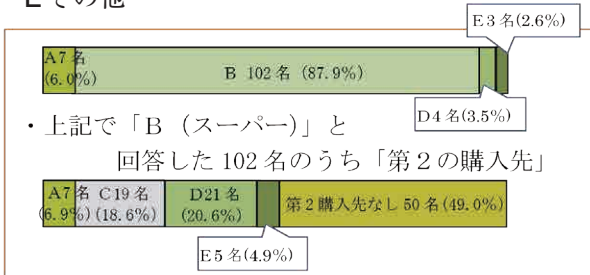 Eその他
E3名(2.6%)
A7名
(6.0%)
B 102名 (87.9%)
D4名(3.5%)
・上記で「B (スーパー)」と
回答した102名のうち「第２の購入先」
A7名 C19名 D21名
(6.9%) (18.6%) (20.6%) 第２購入先なし 50名(49.0%)
E5名(4.9%)